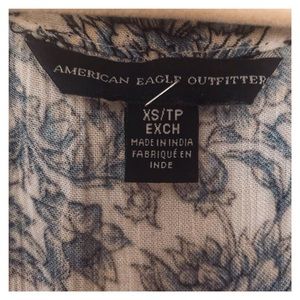 AMERICAN EAGLE OUTFITTER
XS/TP
EXCH
MADE IN INDIA
FABRIQUÉ EN
INDE